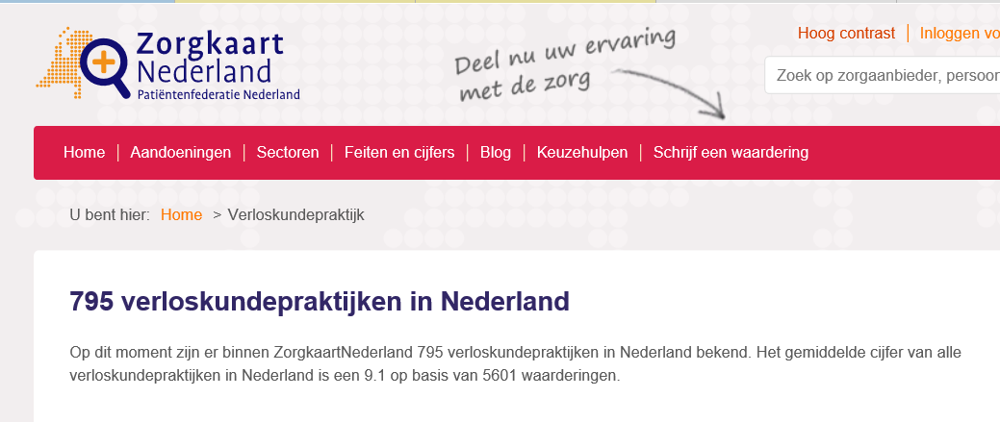 Zorgkaart
Nederland
Patiëntenfederatie Nederland
Deel nu uw ervaring
met de zorg
Hoog contrast | Inloggen vo
Zoek op zorgaanbieder, persoor
Home | Aandoeningen | Sectoren | Feiten en cijfers | Blog | Keuzehulpen | Schrijf een waardering
U bent hier: Home > Verloskundepraktijk
795 verloskundepraktijken in Nederland
Op dit moment zijn er binnen ZorgkaartNederland 795 verloskundepraktijken in Nederland bekend. Het gemiddelde cijfer van alle
verloskundepraktijken in Nederland is een 9.1 op basis van 5601 waarderingen.